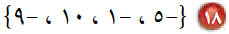 ١٨ {-٥ ، -١ ، ١٠ ، -٩}